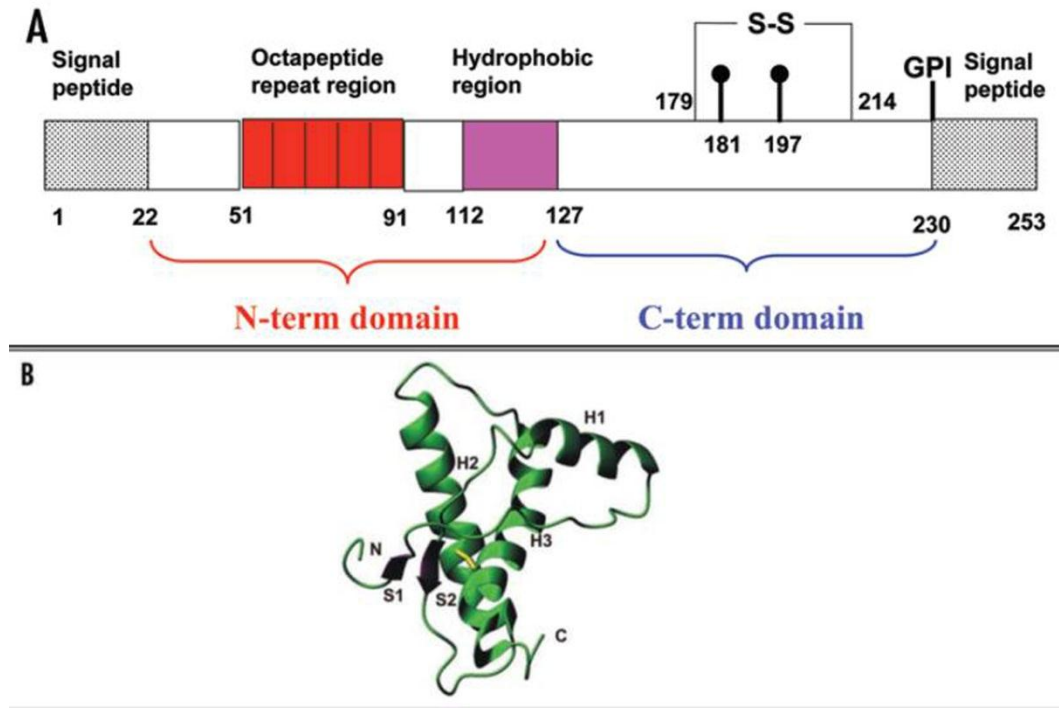 A
Signal
peptide
Octapeptide
repeat region
Hydrophobic
region
S-S
GPI
Signal
peptide
179
214
181
197
1
22
51
91
112
127
230
253
N-term domain
C-term domain
B
H1
H2
H3
N
S1
S2
C